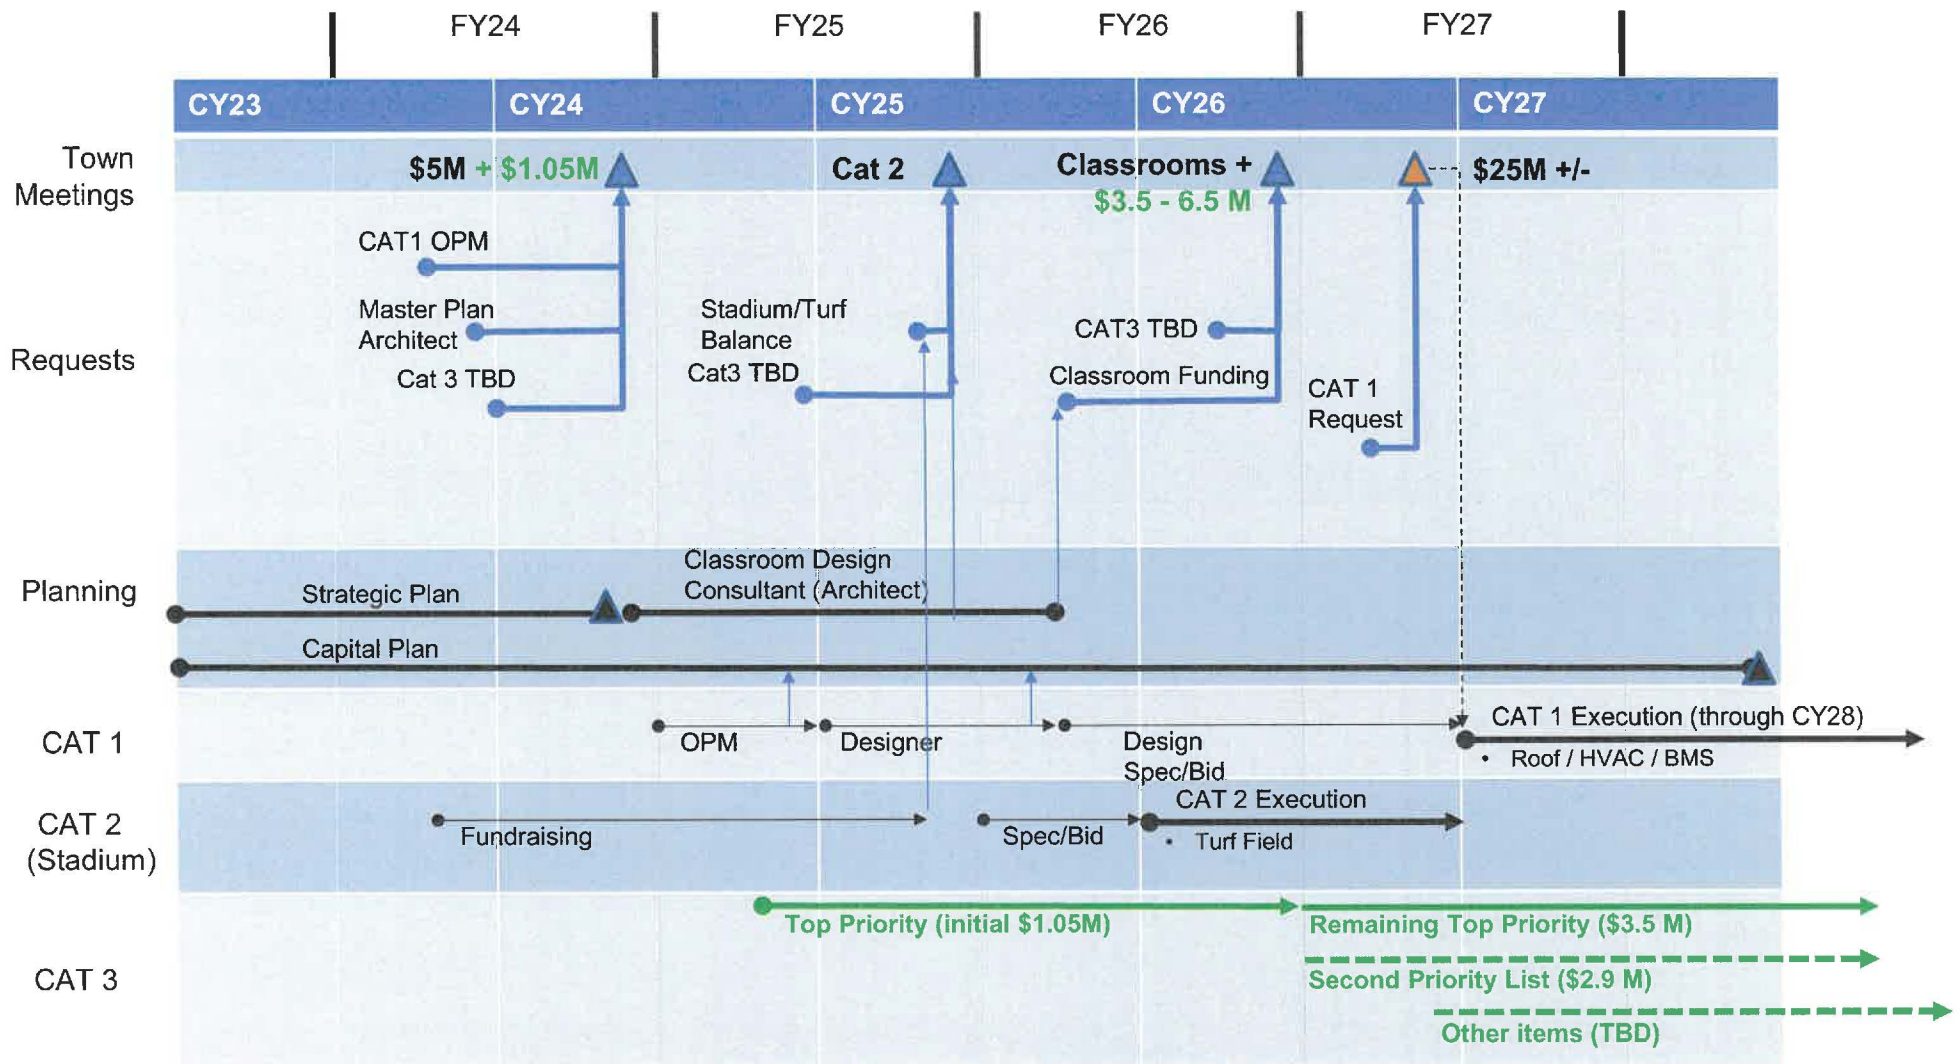 FY24 FY25 FY26 FY27
CY23 CY24 CY25 CY26 CY27
Town
Meetings
$5M + $1.05M
Cat 2
Classrooms +
$3.5 - 6.5 M
$25M +/-
Requests
CAT1 OPM
Master Plan
Architect
Cat 3 TBD
Stadium/Turf
Balance
Cat3 TBD
CAT3 TBD
Classroom Funding
CAT 1
Request
Planning
Strategic Plan
Classroom Design
Consultant (Architect)
Capital Plan
CAT 1
OPM
Designer
Design
Spec/Bid
CAT 1 Execution (through CY28)
• Roof / HVAC / BMS
CAT 2
(Stadium)
Fundraising
Spec/Bid
CAT 2 Execution
• Turf Field
CAT 3
Top Priority (initial $1.05M)
Remaining Top Priority ($3.5 M)
Second Priority List ($2.9 M)
Other items (TBD)